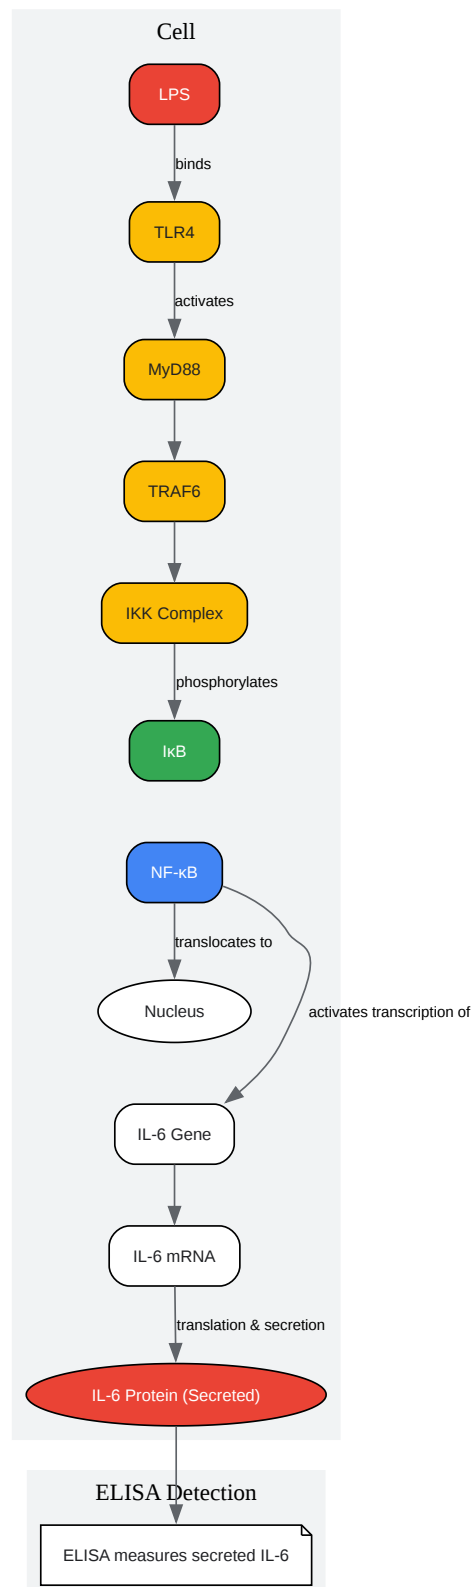 Cell
LPS
binds
TLR4
activates
MyD88
TRAF6
IKK Complex
phosphorylates
IκB
NF-κB
translocates to
Nucleus
activates transcription of
IL-6 Gene
IL-6 mRNA
translation & secretion
IL-6 Protein (Secreted)
ELISA Detection
ELISA measures secreted IL-6